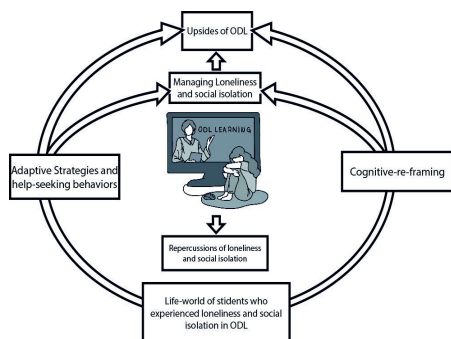 Upsides of ODL
Managing Loneliness
and social isolation
ODL LEARNING
Adaptive Strategies and
help-seeking behaviors
Cognitive-re-framing
Repercussions of loneliness
and social isolation
Life-world of stidents who
experienced loneliness and social
isolation in ODL